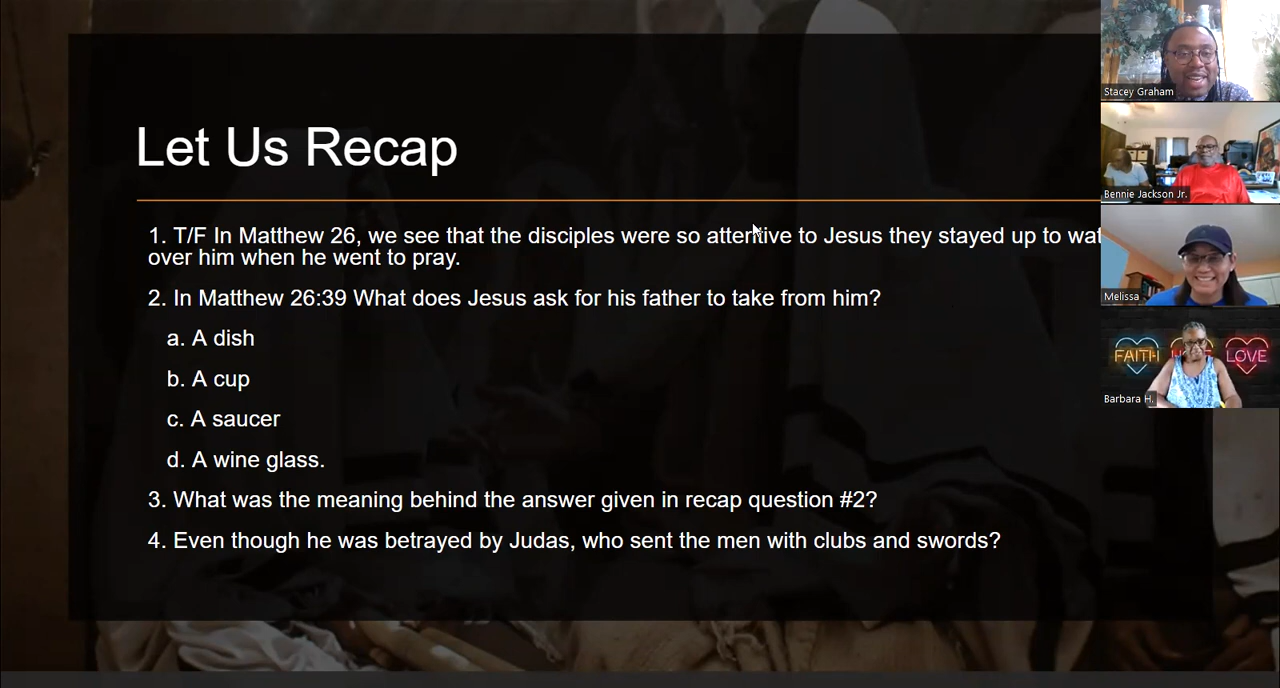 Let Us Recap
1. T/F In Matthew 26, we see that the disciples were so attentive to Jesus they stayed up to
over him when he went to pray.
2. In Matthew 26:39 What does Jesus ask for his father to take from him?
a. A dish
b. A cup
c. A saucer
d. A wine glass.
3. What was the meaning behind the answer given in recap question #2?
4. Even though he was betrayed by Judas, who sent the men with clubs and swords?
Stacey Graham
Bennie Jackson Jr.
Melissa
FAITH LOVE
Barbara H.